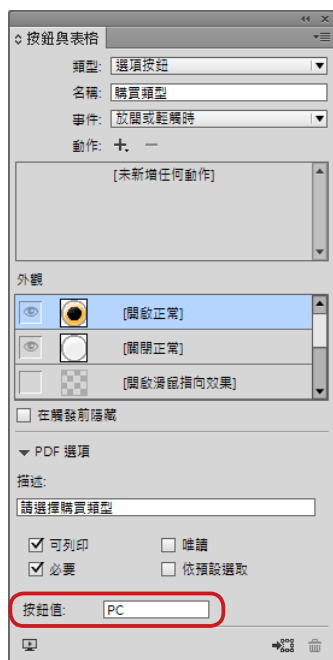 按鈕與表格
類型: 選項按鈕
名稱: 購買類型
事件: 放開或輕觸時
動作:
[未新增任何動作]
外觀
[開啟正常]
[關閉正常]
[開啟滑鼠指向效果]
在觸發前隱藏
PDF 選項
描述:
請選擇購買類型
可列印 唯讀
必要 依預設選取
按鈕值: PC